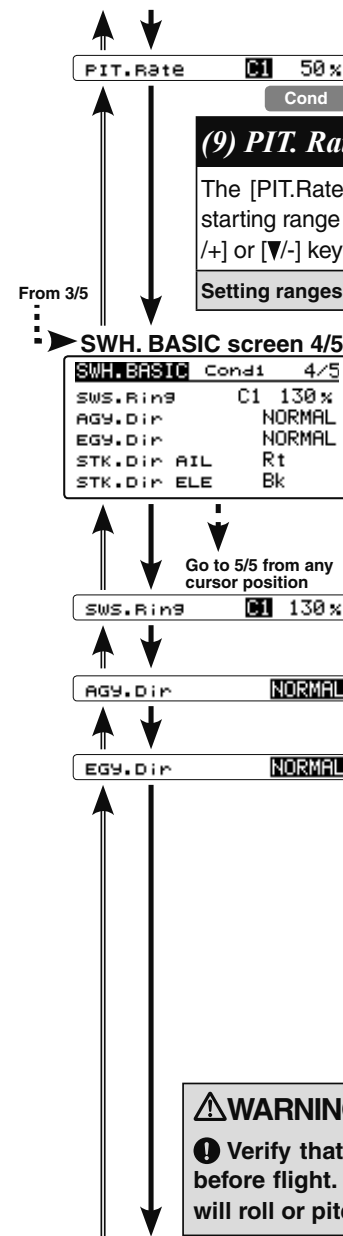 PIT.Rate C1 50%
Cond
(9) PIT.
The [PIT.Rate
starting range
/+] or [▼/-] key
Setting ranges
From 3/5
SWH. BASIC screen 4/5
SWH.BASIC Cond1 4/5
SWS.Ring C1 130%
AGY.Dir NORMAL
EGY.Dir NORMAL
STK.Dir AIL Rt
STK.Dir ELE Bk
Go to 5/5 from any
cursor position
SWS.Ring C1 130%
AGY.Dir NORMAL
EGY.Dir NORMAL
Verify that
before flight.
will roll or